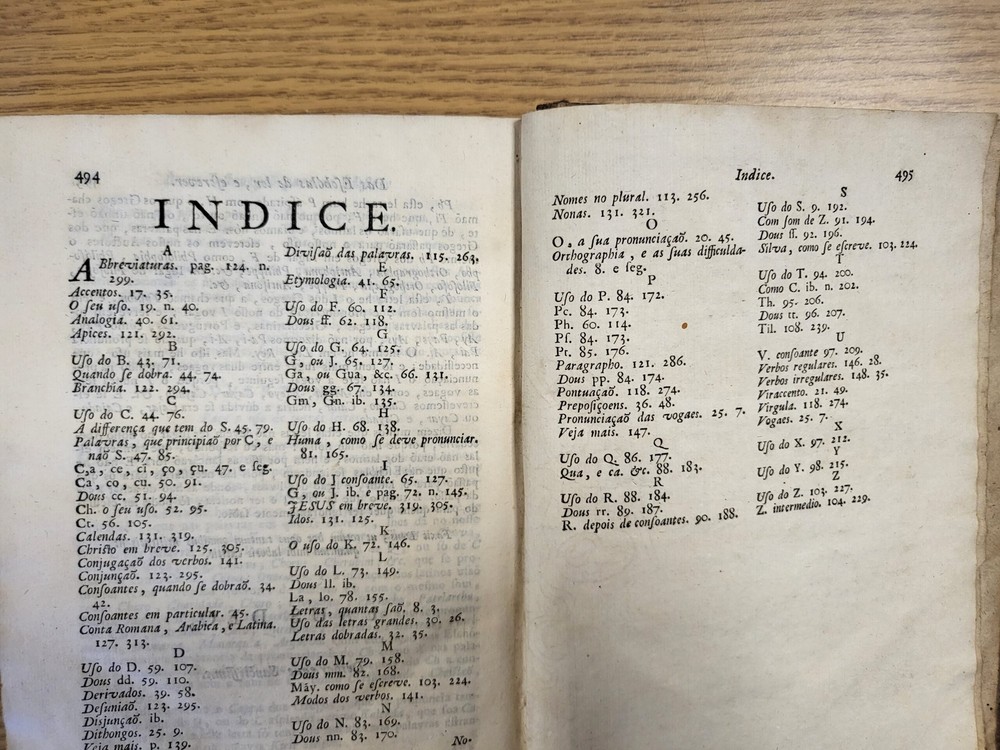 494
INDICE.
A
ABbreviaturas. pag. 124. n.
299.
Accentos. 17. 35.
O ſeu uſo. 19. n. 40.
Analogia. 40. 61.
Apices. 121. 292.
B
Uſo do B. 43. 71.
Quando ſe dobra. 44. 74.
Branchia. 122. 294.
C
Uſo do C. 44. 76.
A differença que tem do S. 45. 79.
Palavras, que principiaõ por C, e
naõ S. 47. 85.
C,a, ce, ci, ço, çu. 47. e ſeg.
Ca, co, cu. 50. 91.
Dous cc. 51. 94.
Ch. o ſeu uſo. 52. 95.
Ct. 56. 105.
Calendas. 131. 319.
Chriſto em breve. 125. 305.
Conjugaçaõ dos verbos. 141.
Conjunçaõ. 123. 295.
Conſoantes, quando ſe dobraõ. 34.
42.
Conſoantes em particular. 45.
Conta Romana, Arabica, e Latina.
127. 313.
D
Uſo do D. 59. 107.
Dous dd. 59. 110.
Derivados. 39. 58.
Deſuniaõ. 123. 295.
Disjunçaõ. ib.
Dithongos. 25. 9.
Veja mais. p. 139.
Diviſaõ das palavras. 115. 263.
E
Etymologia. 41. 65.
F
Uſo do F. 60. 112.
Dous ff. 62. 118.
G
Uſo do G. 64. 125.
G, ou J. 65. 127.
Ga, ou Gua, &c. 66. 131.
Dous gg. 67. 134.
Gm, Gn. ib. 135.
H
Uſo do H. 68. 138.
Huma, como ſe deve pronunciar.
81. 165.
I
Uſo do J conſoante. 65. 127.
G, ou J. ib. e pag. 72. n. 145.
JESUS em breve. 319. 305.
Idos. 131. 125.
K
O uſo do K. 72. 146.
L
Uſo do L. 73. 149.
Dous ll. ib.
La, lo. 78. 155.
Letras, quantas ſaõ. 8. 3.
Uſo das letras grandes. 30. 26.
Letras dobradas. 32. 35.
M
Uſo do M. 79. 158.
Dous mm. 82. 168.
Mãy. como ſe eſcreve. 103. 224.
Modos dos verbos. 141.
N
Uſo do N. 83. 169.
Dous nn. 83. 170.
No-
Indice. 495
Nomes no plural. 113. 256.
Nonas. 131. 321.
O
O, a ſua pronunciaçaõ. 20. 45.
Orthographia, e as ſuas difficulda-
des. 8. e ſeg.
P
Uſo do P. 84. 172.
Pc. 84. 173.
Ph. 60. 114.
Pſ. 84. 173.
Pt. 85. 176.
Paragrapho. 121. 286.
Dous pp. 84. 174.
Pontuaçaõ. 118. 274.
Prepoſiçoens. 36. 48.
Pronunciaçaõ das vogaes. 25. 7.
Veja mais. 147.
Q
Uſo do Q. 86. 177.
Qua, e ca. &c. 88. 183.
R
Uſo do R. 88. 184.
Dous rr. 89. 187.
R. depois de conſoantes. 90. 188.
S
Uſo do S. 9. 192.
Com ſom de Z. 91. 194.
Dous ſſ. 92. 196.
Silva, como ſe eſcreve. 103. 224.
T
Uſo do T. 94. 200.
Como C. ib. n. 202.
Th. 95. 206.
Dous tt. 96. 207.
Til. 108. 239.
U
V. conſoante 97. 209.
Verbos regulares. 146. 28.
Verbos irregulares. 148. 35.
Viraccento. 21. 49.
Virgula. 118. 274.
Vogaes. 25. 7.
X
Uſo do X. 97. 212.
Y
Uſo do Y. 98. 215.
Z
Uſo do Z. 103. 227.
Z. intermedio. 104. 229.